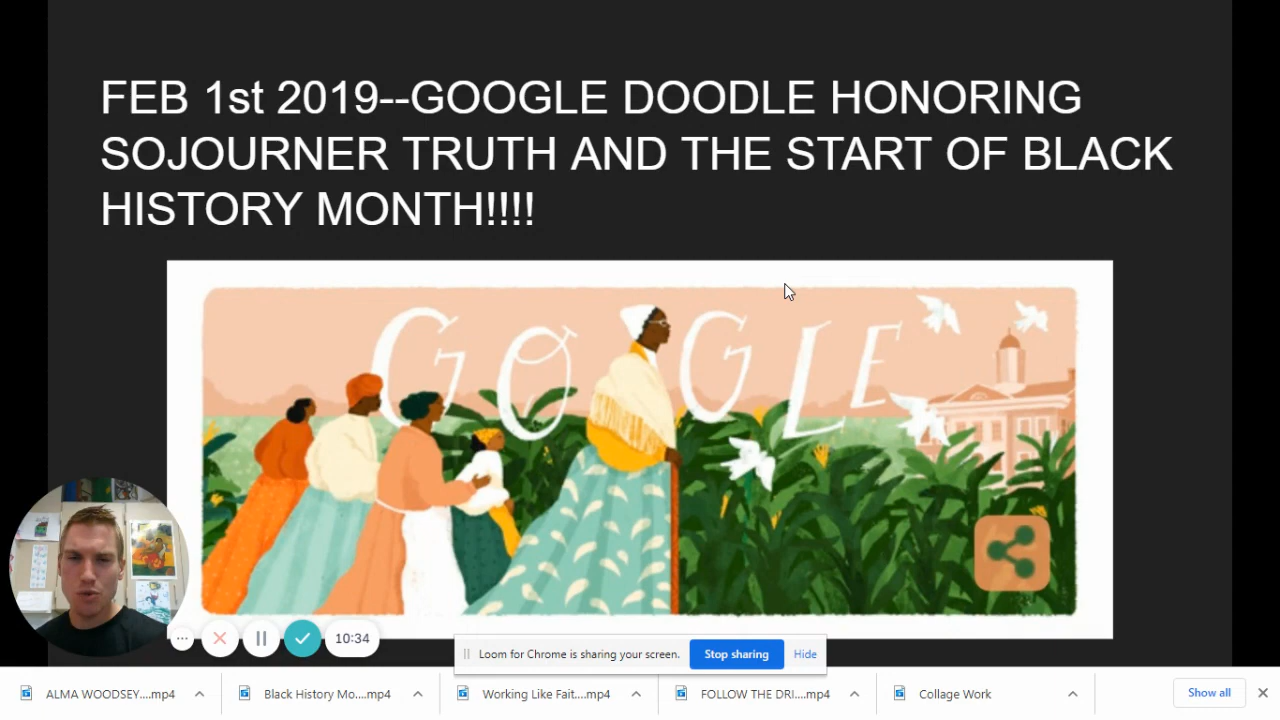 FEB 1st 2019--GOOGLE DOODLE HONORING
SOJOURNER TRUTH AND THE START OF BLACK
HISTORY MONTH!!!!
GOOGLE
10:34
Loom for Chrome is sharing your screen. Stop sharing Hide
ALMA WOODSEY....mp4 Black History Mo....mp4 Working Like Fait....mp4 FOLLOW THE DRI....mp4 Collage Work Show all